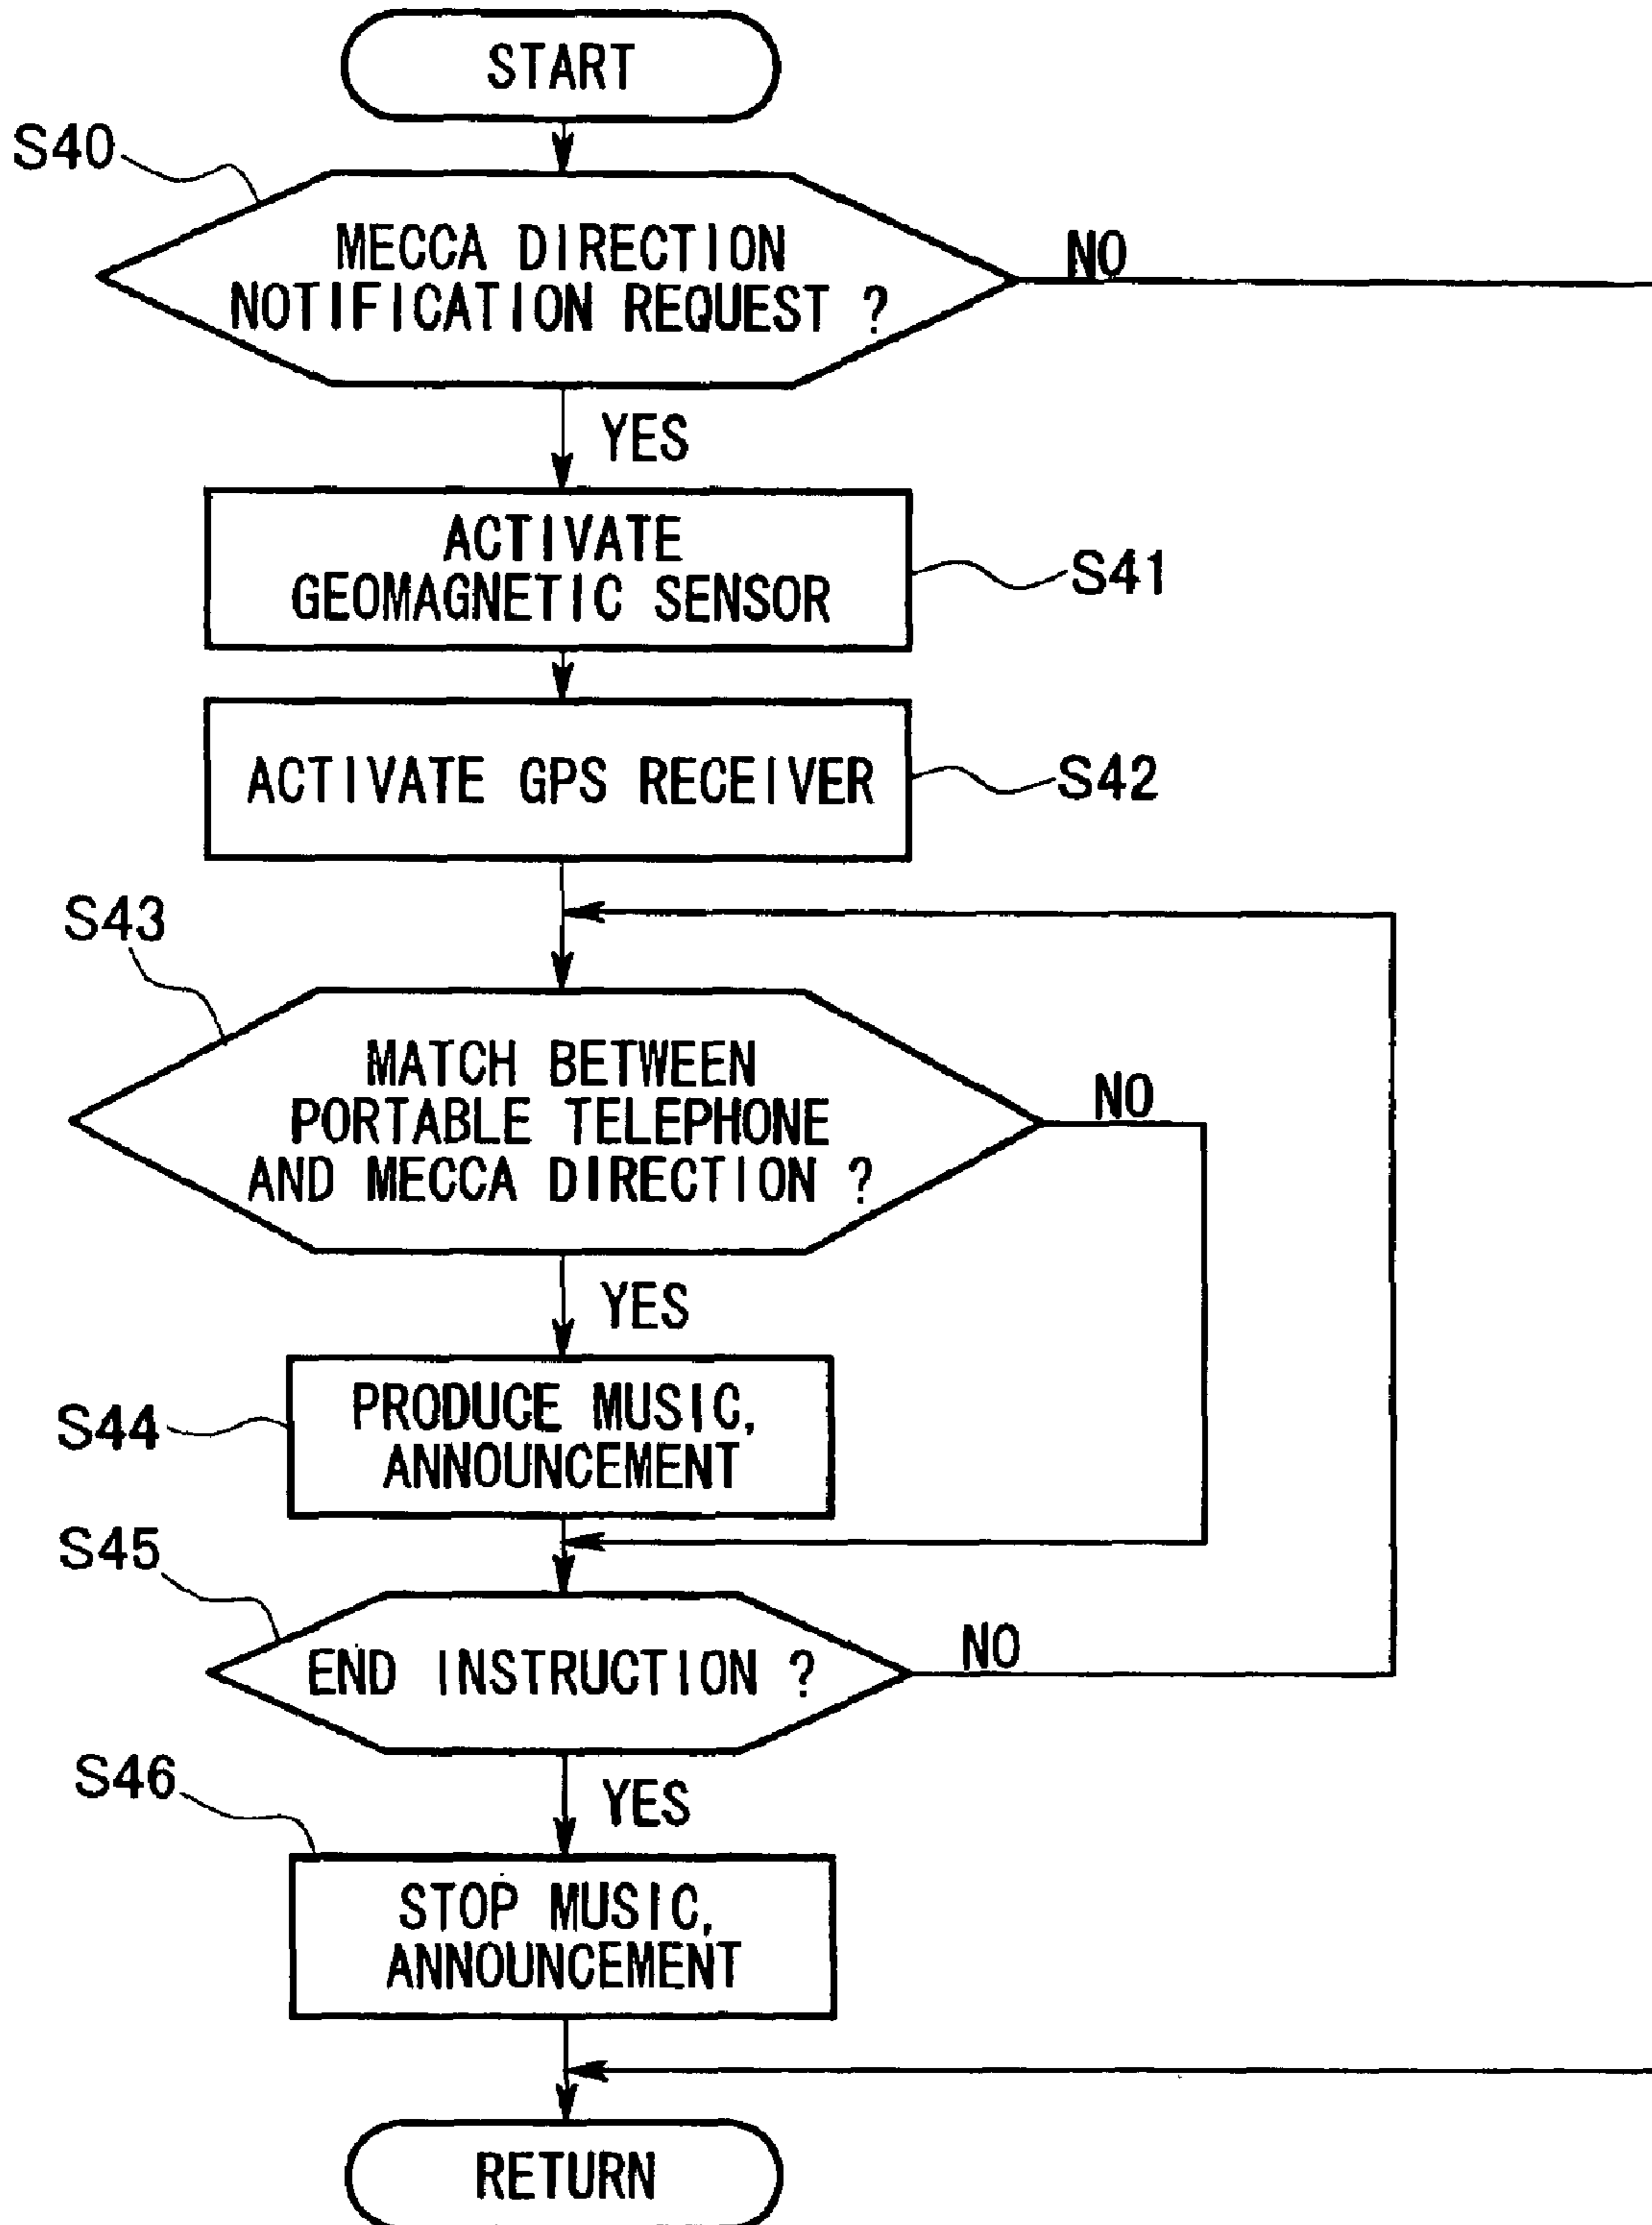 START
S40
MECCA DIRECTION
NOTIFICATION REQUEST ?
NO
YES
ACTIVATE
GEOMAGNETIC SENSOR
S41
ACTIVATE GPS RECEIVER
S42
S43
MATCH BETWEEN
PORTABLE TELEPHONE
AND MECCA DIRECTION ?
NO
YES
S44
PRODUCE MUSIC,
ANNOUNCEMENT
S45
END INSTRUCTION ?
NO
S46
YES
STOP MUSIC,
ANNOUNCEMENT
RETURN